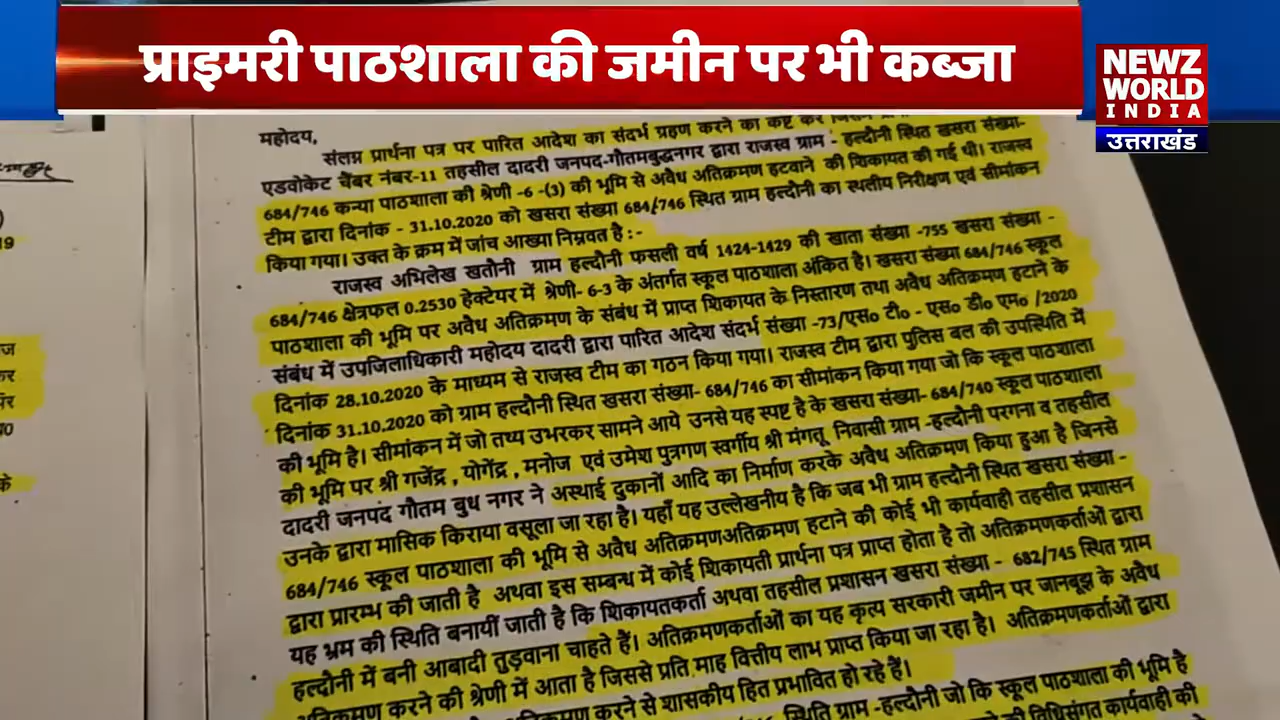 प्राइमरी पाठशाला की जमीन पर भी कब्जा
NEWZ
WORLD
INDIA
उत्तराखंड
महोदय,
संलग्न प्रार्थना पत्र पर पारित आदेश का संदर्भ ग्रहण करने का कष्ट करें
एडवोकेट चैंबर नंबर-11 तहसील दादरी जनपद-गौतमबुद्धनगर द्वारा राजस्व ग्राम - हल्दौनी स्थित खसरा संख्या-
684/746 कन्या पाठशाला की श्रेणी -6 -(3) की भूमि से अवैध अतिक्रमण हटवाने की शिकायत की गई थी। राजस्व
टीम द्वारा दिनांक - 31.10.2020 को खसरा संख्या 684/746 स्थित ग्राम हल्दौनी का स्थलीय निरीक्षण एवं सीमांकन
किया गया। उक्त के क्रम में जांच आख्या निम्नवत है :-
राजस्व अभिलेख खतौनी ग्राम हल्दौनी फसली वर्ष 1424-1429 की खाता संख्या -755 खसरा संख्या -
684/746 क्षेत्रफल 0.2530 हेक्टेयर में श्रेणी- 6-3 के अंतर्गत स्कूल पाठशाला अंकित है। खसरा संख्या 684/746 स्कूल
पाठशाला की भूमि पर अवैध अतिक्रमण के संबंध में प्राप्त शिकायत के निस्तारण तथा अवैध अतिक्रमण हटाने के
संबंध में उपजिलाधिकारी महोदय दादरी द्वारा पारित आदेश संदर्भ संख्या -73/एस० टी० - एस० डी० एम० /2020
दिनांक 28.10.2020 के माध्यम से राजस्व टीम का गठन किया गया। राजस्व टीम द्वारा पुलिस बल की उपस्थिति में
दिनांक 31.10.2020 को ग्राम हल्दौनी स्थित खसरा संख्या- 684/746 का सीमांकन किया गया जो कि स्कूल पाठशाला
की भूमि है। सीमांकन में जो तथ्य उभरकर सामने आये उनसे यह स्पष्ट है के खसरा संख्या- 684/740 स्कूल पाठशाला
की भूमि पर श्री गजेंद्र , योगेंद्र , मनोज एवं उमेश पुत्रगण स्वर्गीय श्री मंगतू निवासी ग्राम -हल्दौनी परगना व तहसील
दादरी जनपद गौतम बुध नगर ने अस्थाई दुकानों आदि का निर्माण करके अवैध अतिक्रमण किया हुआ है जिनसे
उनके द्वारा मासिक किराया वसूला जा रहा है। यहाँ यह उल्लेखनीय है कि जब भी ग्राम हल्दौनी स्थित खसरा संख्या -
684/746 स्कूल पाठशाला की भूमि से अवैध अतिक्रमणअतिक्रमण हटाने की कोई भी कार्यवाही तहसील प्रशासन
द्वारा प्रारम्भ की जाती है अथवा इस सम्बन्ध में कोई शिकायती प्रार्थना पत्र प्राप्त होता है तो अतिक्रमणकर्ताओं द्वारा
यह भ्रम की स्थिति बनायीं जाती है कि शिकायतकर्ता अथवा तहसील प्रशासन खसरा संख्या - 682/745 स्थित ग्राम
हल्दौनी में बनी आबादी तुड़वाना चाहते हैं। अतिक्रमणकर्ताओं का यह कृत्य सरकारी जमीन पर जानबूझ के अवैध
अतिक्रमण करने की श्रेणी में आता है जिससे प्रति माह वित्तीय लाभ प्राप्त किया जा रहा है। अतिक्रमणकर्ताओं द्वारा
अतिक्रमण करने से शासकीय हित प्रभावित हो रहे हैं।
स्थित ग्राम -हल्दौनी जो कि स्कूल पाठशाला की भूमि है
विधिसंगत कार्यवाही की